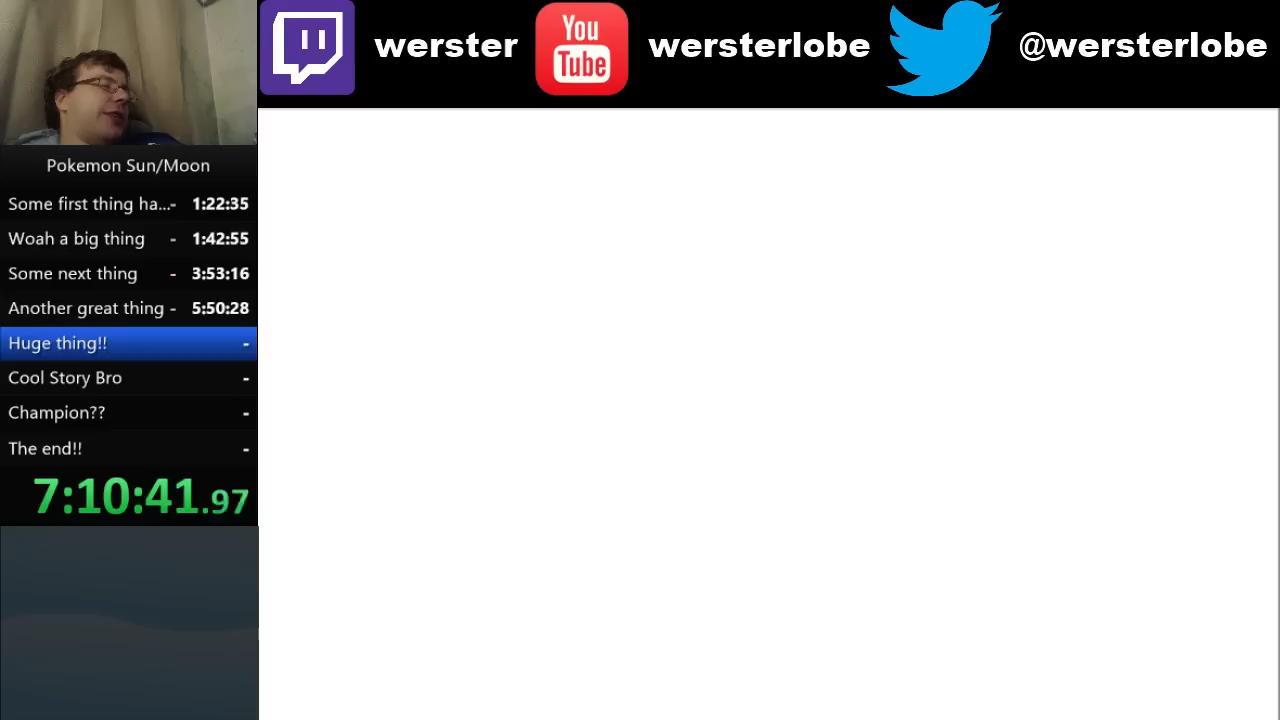 werster
You
Tube
wersterlobe
@wersterlobe
Pokemon Sun/Moon
Some first thing ha...- 1:22:35
Woah a big thing - 1:42:55
Some next thing - 3:53:16
Another great thing - 5:50:28
Huge thing!! -
Cool Story Bro -
Champion?? -
The end!! -
7:10:41.97